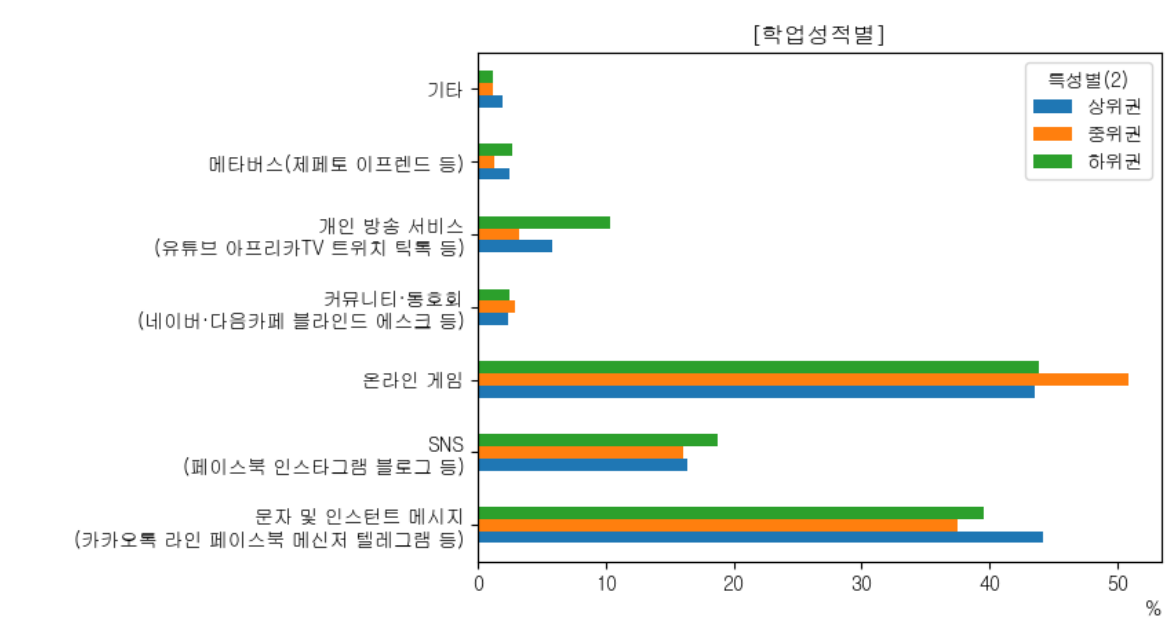 [학업성적별]
특성별(2)
상위권
중위권
하위권
기타
메타버스(제페토 이프렌드 등)
개인 방송 서비스
(유튜브 아프리카TV 트위치 틱톡 등)
커뮤니티·동호회
(네이버·다음카페 블라인드 에스크 등)
온라인 게임
SNS
(페이스북 인스타그램 블로그 등)
문자 및 인스턴트 메시지
(카카오톡 라인 페이스북 메신저 텔레그램 등)
0 10 20 30 40 50
%